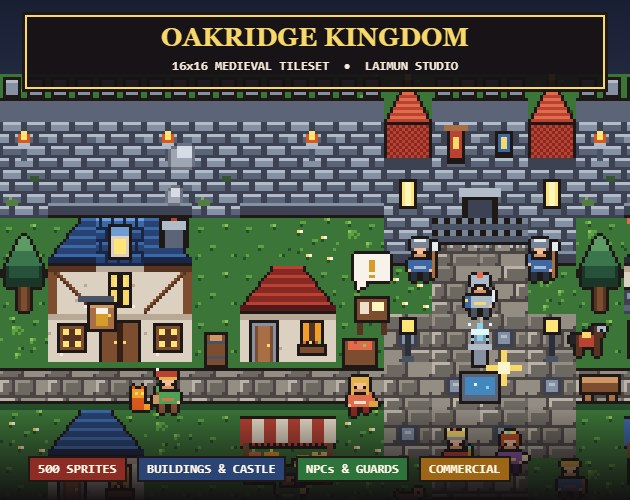 OAKRIDGE KINGDOM
16x16 MEDIEVAL TILESET ● LAIMUN STUDIO
!
500 SPRITES BUILDINGS & CASTLE NPCs & GUARDS COMMERCIAL